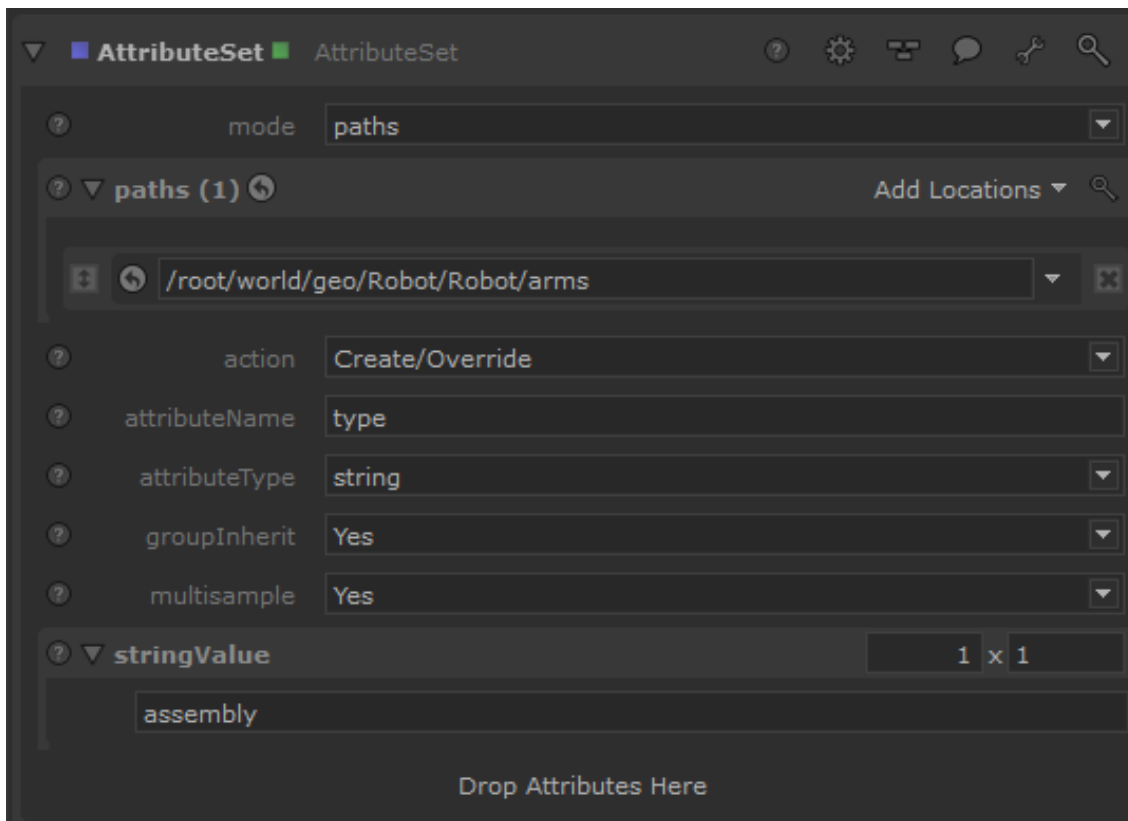 AttributeSet AttributeSet
mode paths
paths (1) Add Locations
/root/world/geo/Robot/Robot/arms
action Create/Override
attributeName type
attributeType string
groupInherit Yes
multisample Yes
stringValue 1 x 1
assembly
Drop Attributes Here